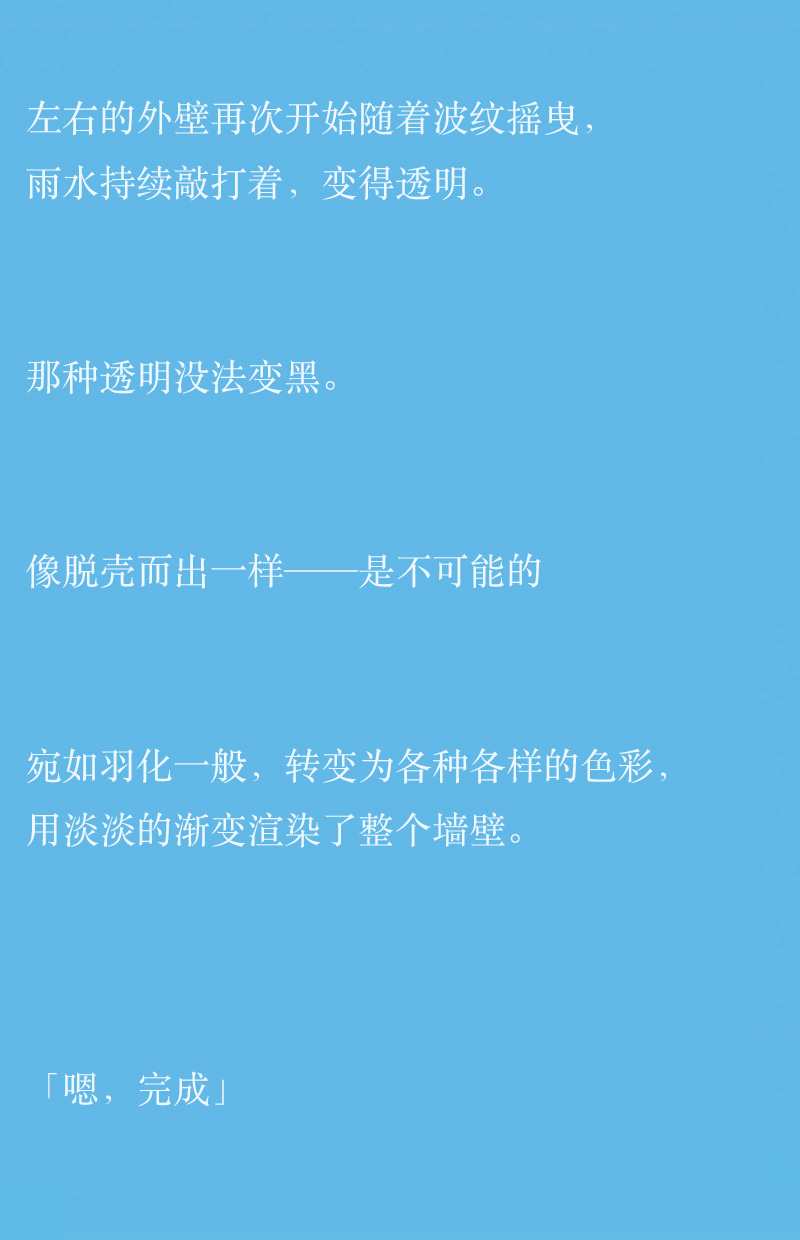 左右的外壁再次开始随着波纹摇曳，
雨水持续敲打着，变得透明。
那种透明没法变黑。
像脱壳而出一样——是不可能的
宛如羽化一般，转变为各种各样的色彩，
用淡淡的渐变渲染了整个墙壁。
「嗯，完成」